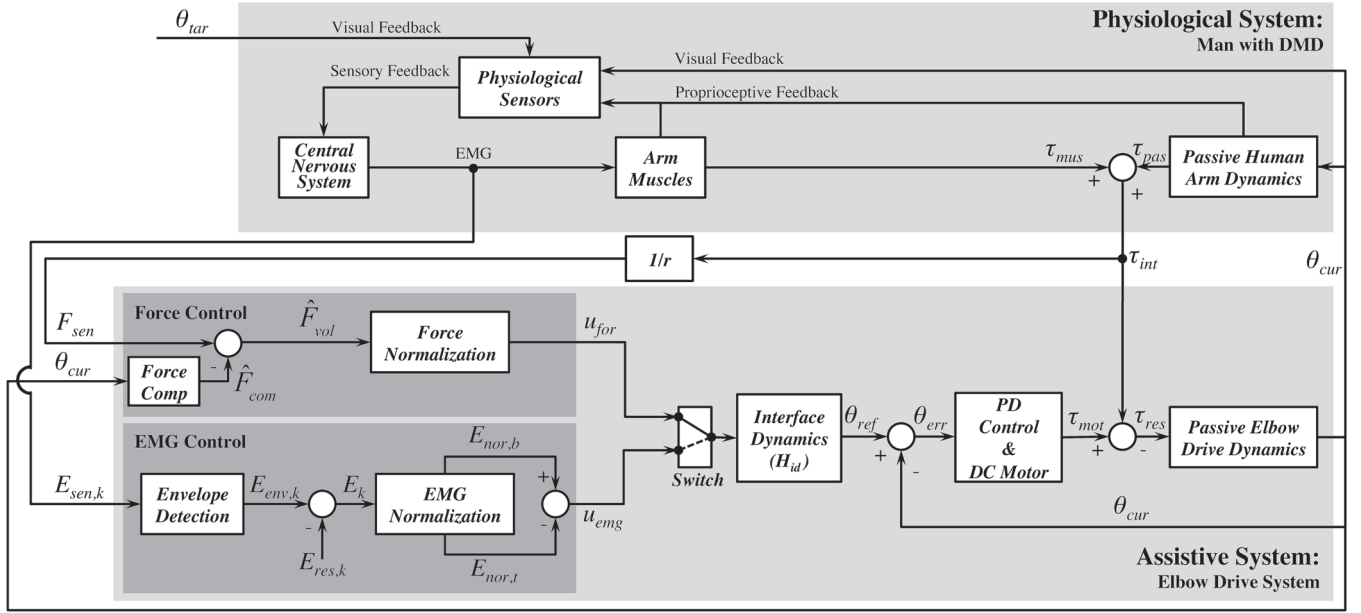 θtar
Visual Feedback
Physiological System:
Man with DMD
Sensory Feedback
Physiological
Sensors
Visual Feedback
Proprioceptive Feedback
Central
Nervous
System
EMG
Arm
Muscles
τmus
+
+
τpas
Passive Human
Arm Dynamics
1/r
τint
θcur
Force Control
Fsen
-
F̂vol
Force
Normalization
ufor
θcur
Force
Comp
F̂com
EMG Control
Esen,k
Envelope
Detection
Eenv,k
-
Eres,k
Ek
EMG
Normalization
Enor,b
Enor,t
+
-
uemg
Switch
Interface
Dynamics
(Hid)
θref
+
-
θerr
PD
Control
&
DC Motor
τmot
+
-
τres
Passive Elbow
Drive Dynamics
θcur
Assistive System:
Elbow Drive System